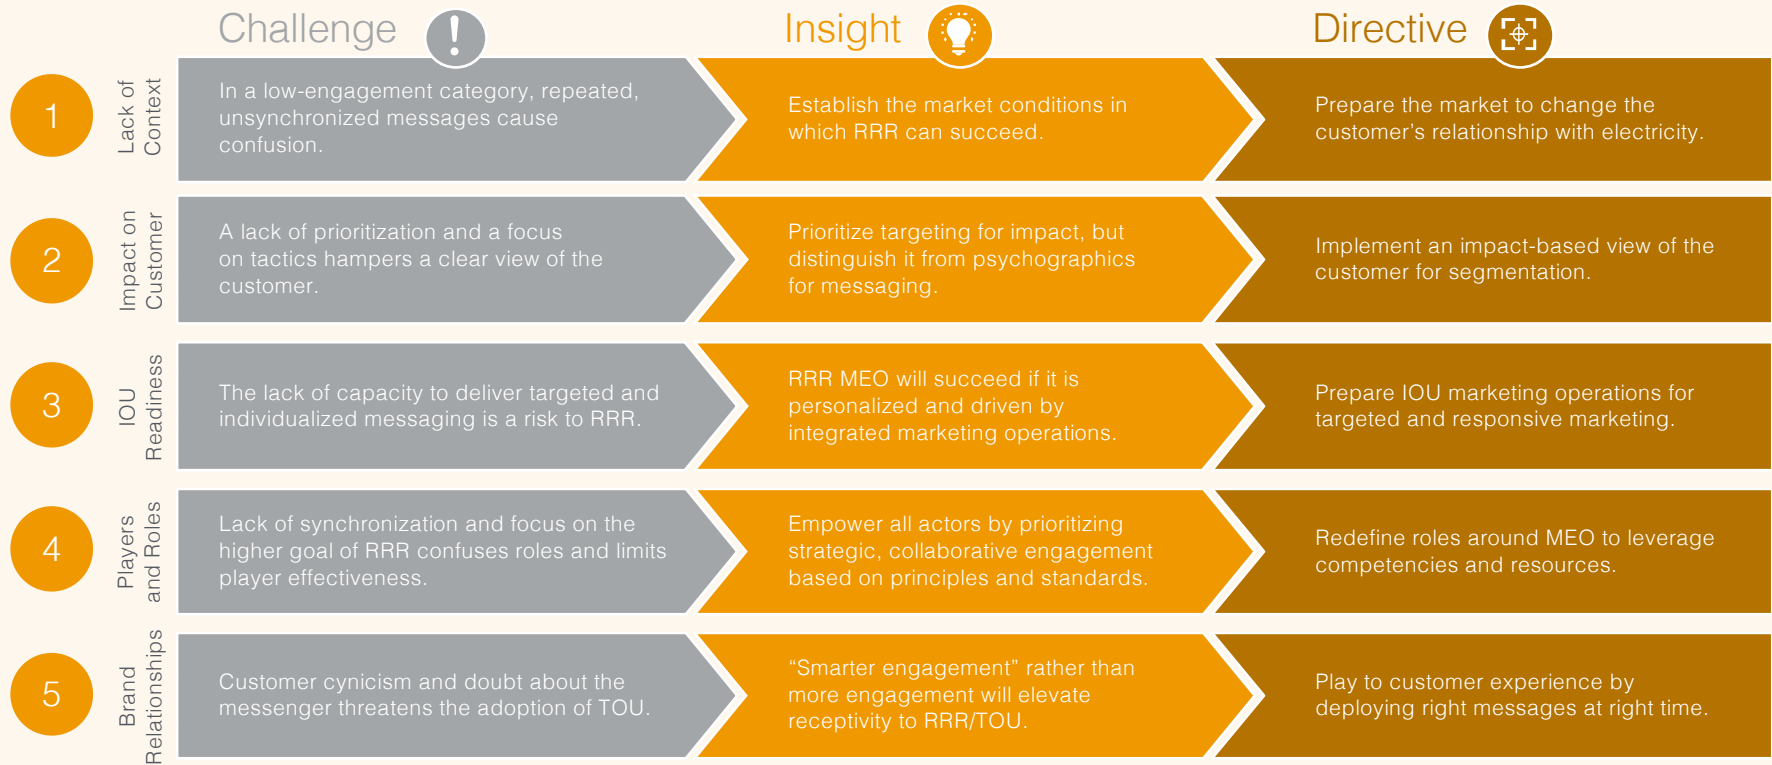 Challenge
Insight
Directive
1
Lack of
Context
In a low-engagement category, repeated,
unsynchronized messages cause
confusion.
Establish the market conditions in
which RRR can succeed.
Prepare the market to change the
customer’s relationship with electricity.
2
Impact on
Customer
A lack of prioritization and a focus
on tactics hampers a clear view of the
customer.
Prioritize targeting for impact, but
distinguish it from psychographics
for messaging.
Implement an impact-based view of the
customer for segmentation.
3
IOU
Readiness
The lack of capacity to deliver targeted and
individualized messaging is a risk to RRR.
RRR MEO will succeed if it is
personalized and driven by
integrated marketing operations.
Prepare IOU marketing operations for
targeted and responsive marketing.
4
Players
and Roles
Lack of synchronization and focus on the
higher goal of RRR confuses roles and limits
player effectiveness.
Empower all actors by prioritizing
strategic, collaborative engagement
based on principles and standards.
Redefine roles around MEO to leverage
competencies and resources.
5
Brand
Relationships
Customer cynicism and doubt about the
messenger threatens the adoption of TOU.
“Smarter engagement” rather than
more engagement will elevate
receptivity to RRR/TOU.
Play to customer experience by
deploying right messages at right time.